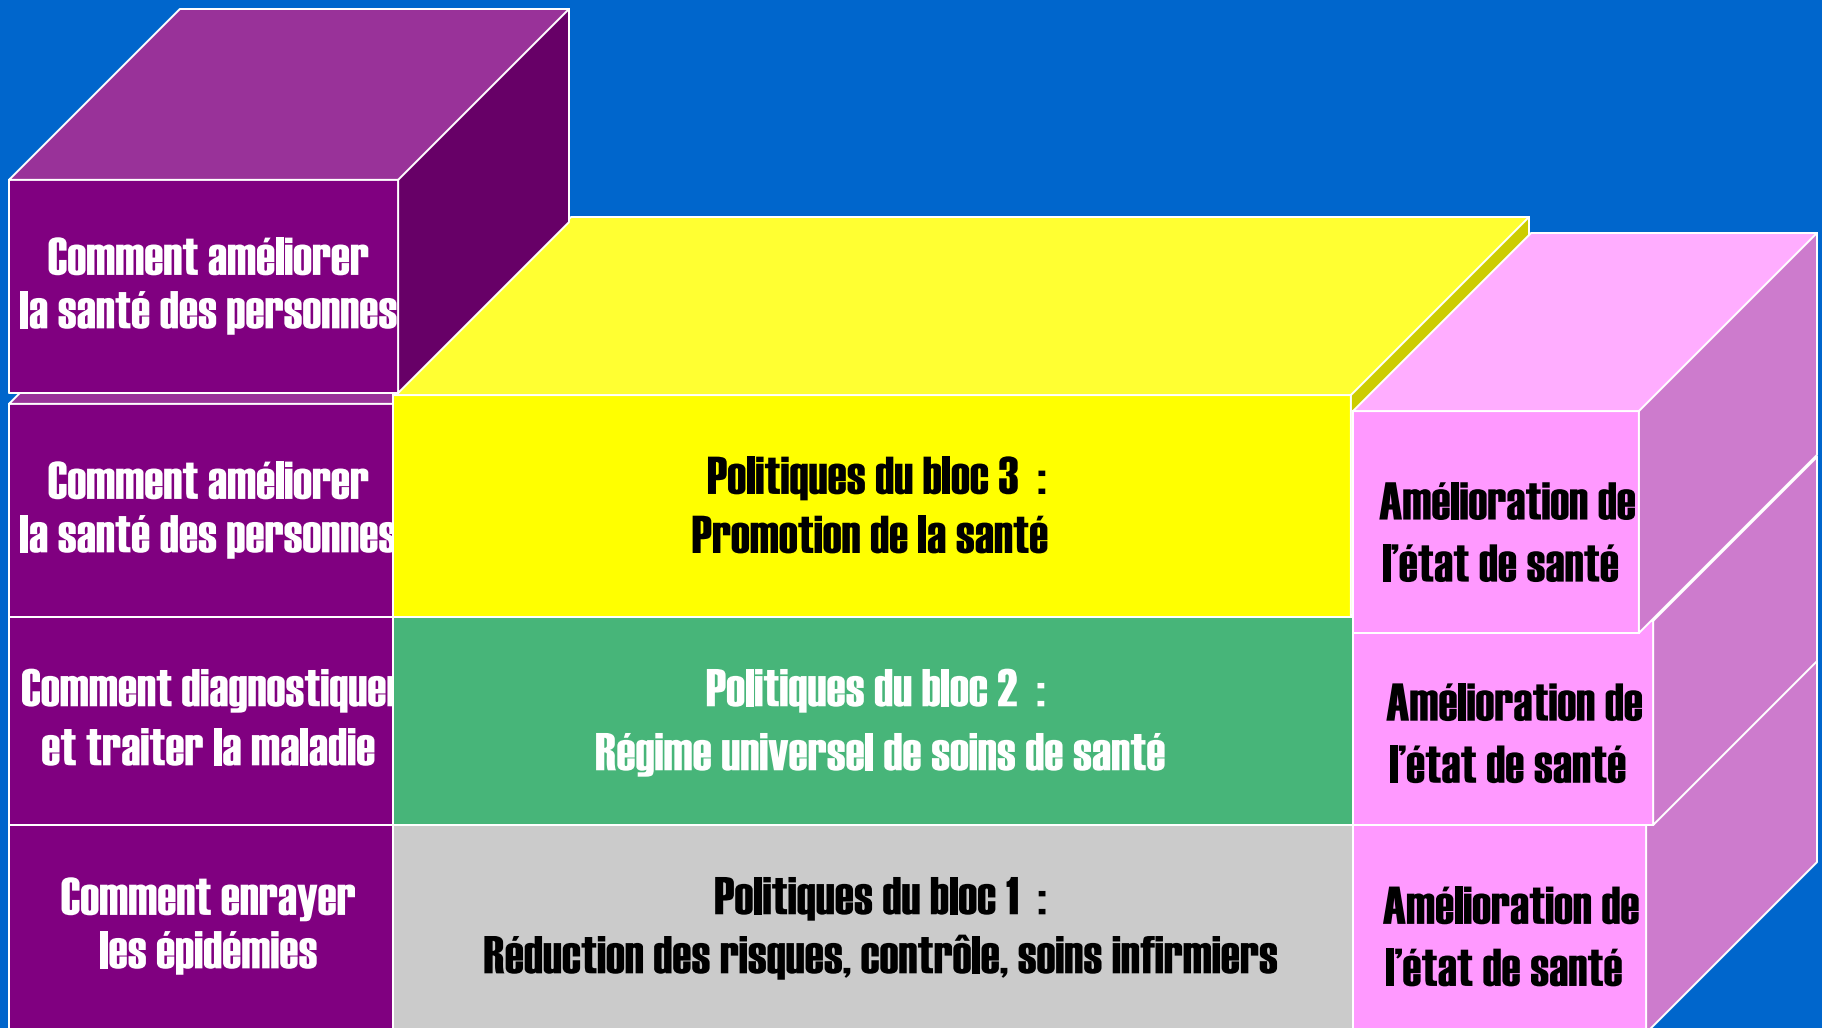 Comment améliorer
la santé des personnes
Comment améliorer
la santé des personnes
Politiques du bloc 3 :
Promotion de la santé
Amélioration de
l'état de santé
Comment diagnostiquer
et traiter la maladie
Politiques du bloc 2 :
Régime universel de soins de santé
Amélioration de
l'état de santé
Comment enrayer
les épidémies
Politiques du bloc 1 :
Réduction des risques, contrôle, soins infirmiers
Amélioration de
l'état de santé